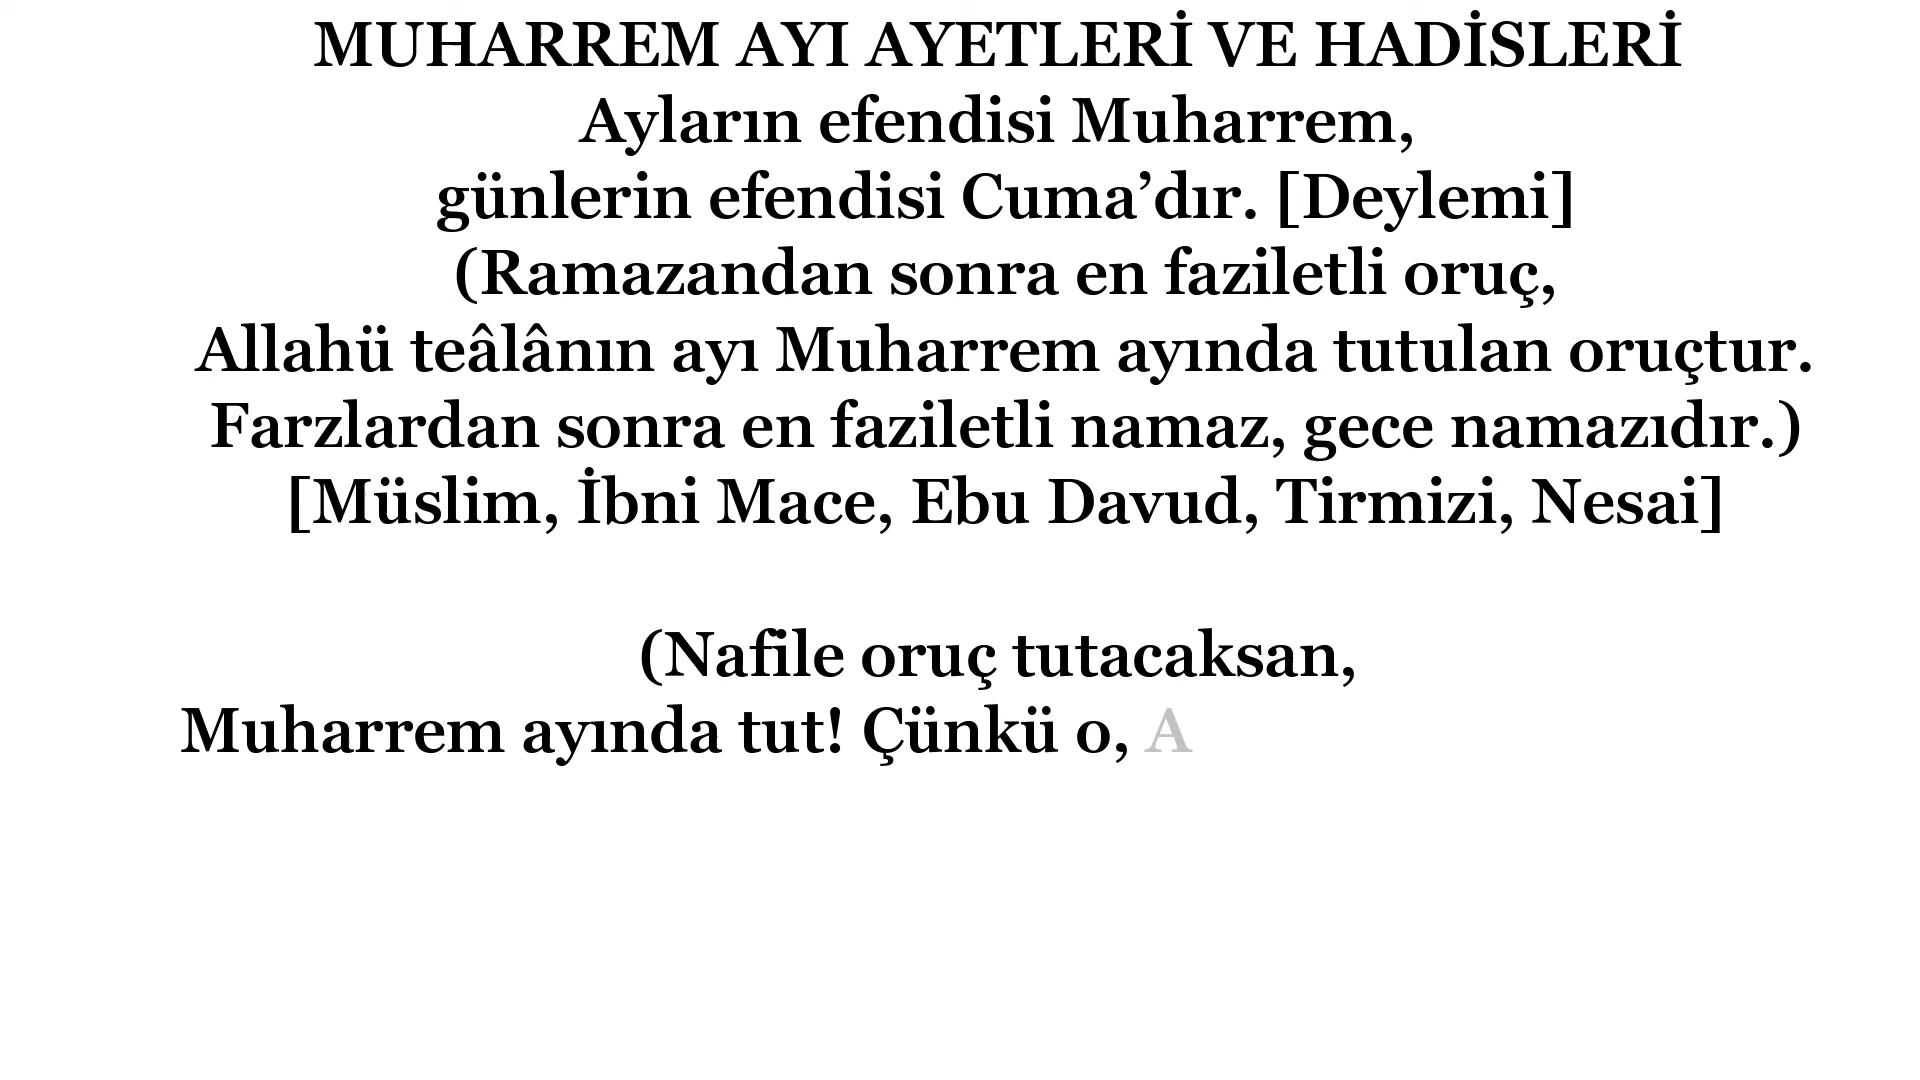 MUHARREM AYI AYETLERİ VE HADİSLERİ
Ayların efendisi Muharrem,
günlerin efendisi Cuma’dır. [Deylemi]
(Ramazandan sonra en faziletli oruç,
Allahü teâlânın ayı Muharrem ayında tutulan oruçtur.
Farzlardan sonra en faziletli namaz, gece namazıdır.)
[Müslim, İbni Mace, Ebu Davud, Tirmizi, Nesai]
(Nafile oruç tutacaksan,
Muharrem ayında tut! Çünkü o, A